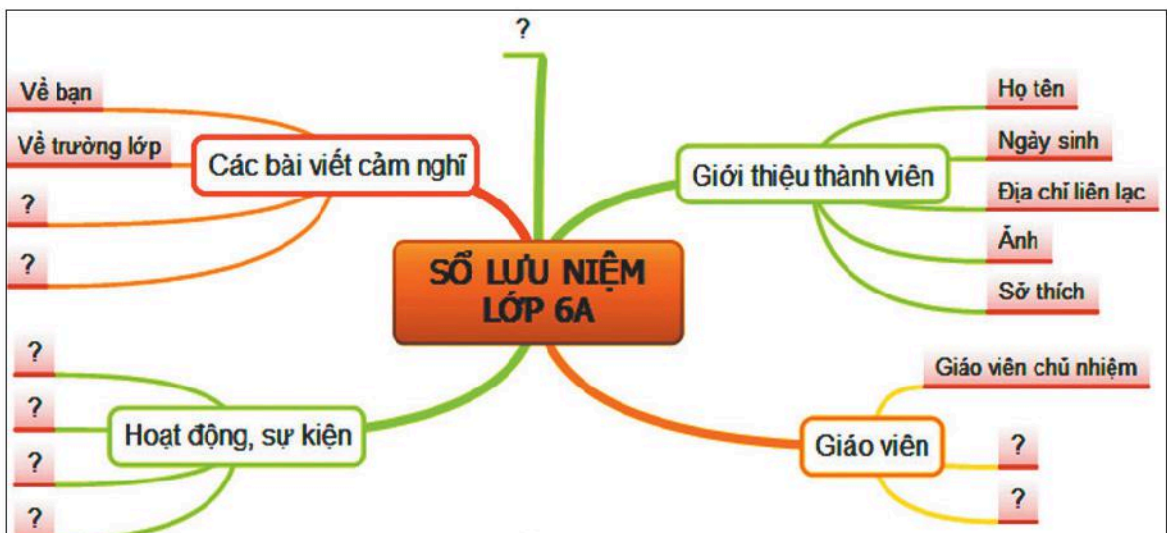 ?
Về bạn
Về trường lớp
?
?
Các bài viết cảm nghĩ
Giới thiệu thành viên
Họ tên
Ngày sinh
Địa chỉ liên lạc
Ảnh
Sở thích
SỔ LƯU NIỆM
LỚP 6A
?
?
?
?
Hoạt động, sự kiện
Giáo viên
Giáo viên chủ nhiệm
?
?